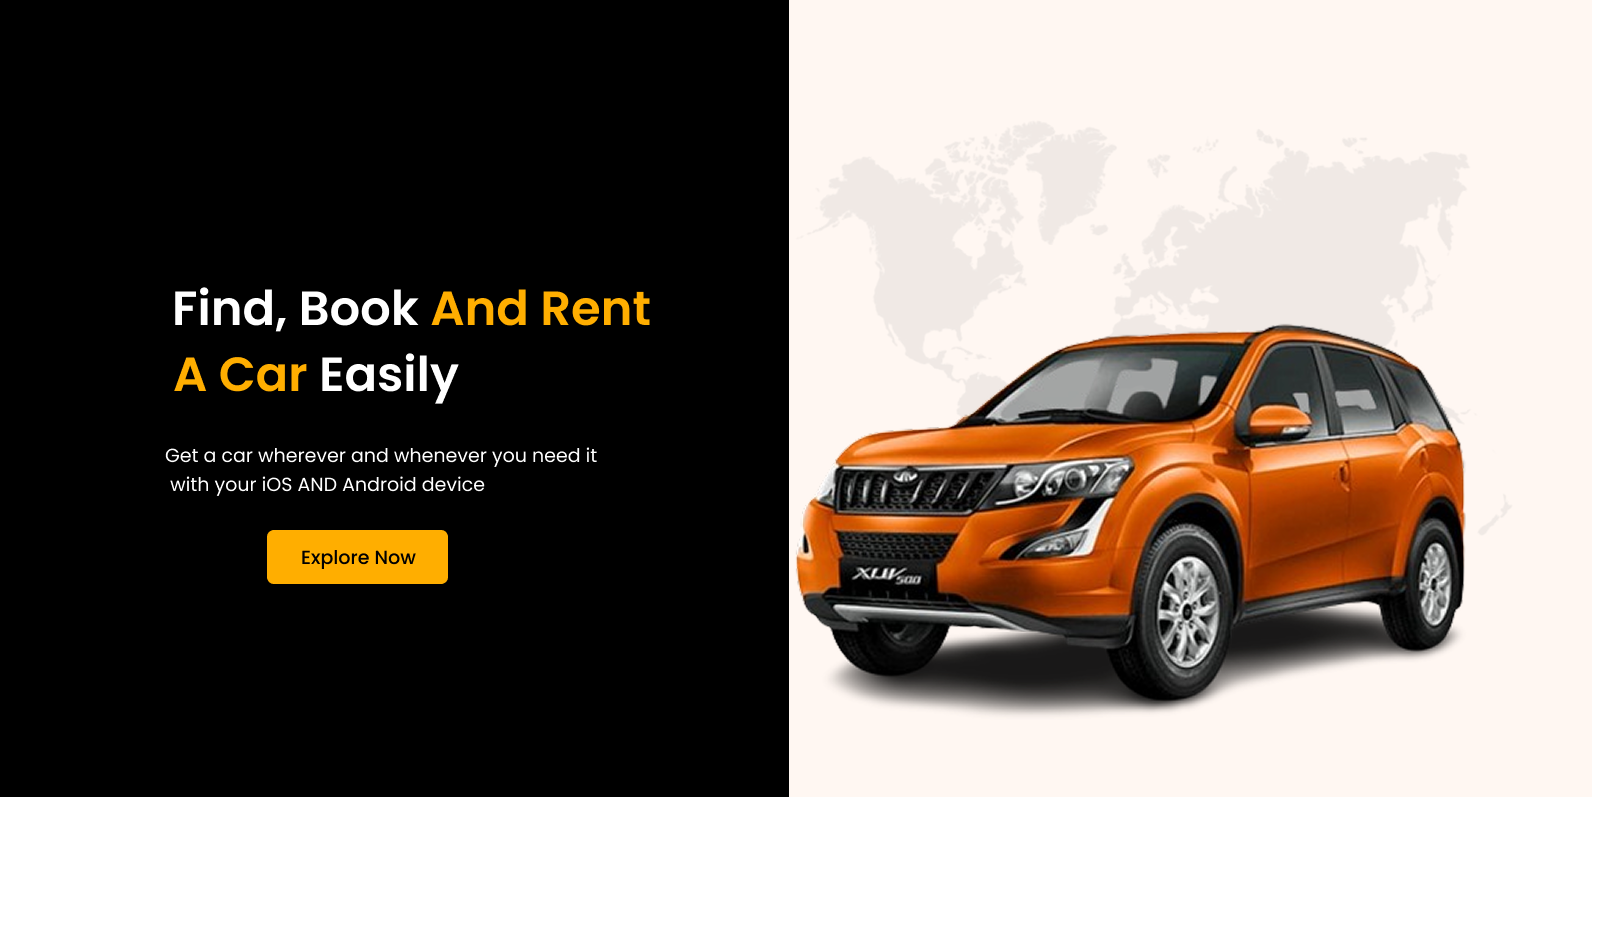 Find, Book And Rent
A Car Easily
Get a car wherever and whenever you need it
with your iOS AND Android device
Explore Now
XUV500